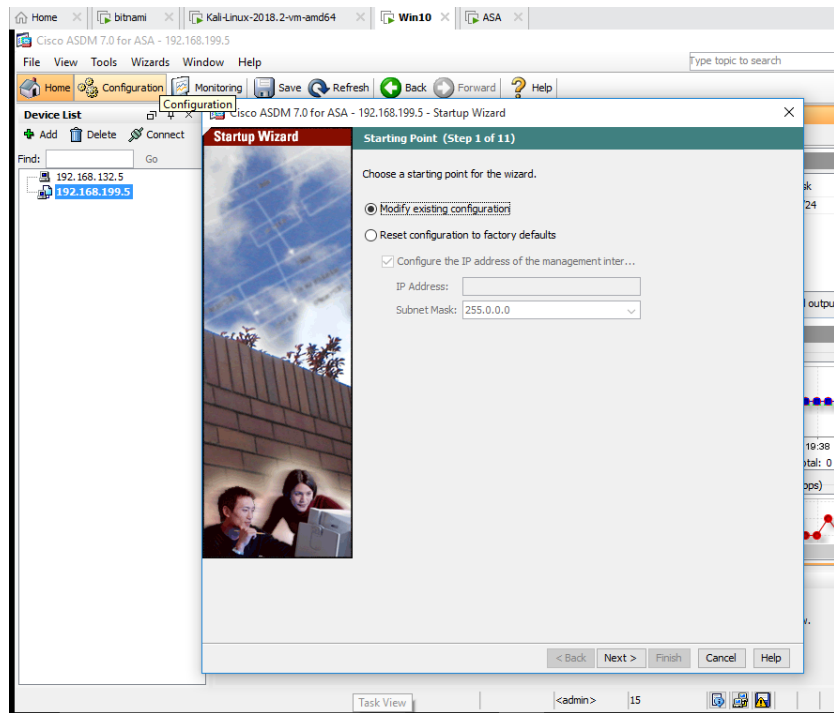 Home bitnami Kali-Linux-2018.2-vm-amd64 Win10 ASA
Cisco ASDM 7.0 for ASA - 192.168.199.5
File View Tools Wizards Window Help Type topic to search
Home Configuration Monitoring Save Refresh Back Forward Help
Configuration
Device List
Add Delete Connect
Find: Go
192.168.132.5
192.168.199.5
Cisco ASDM 7.0 for ASA - 192.168.199.5 - Startup Wizard
Startup Wizard
Starting Point (Step 1 of 11)
Choose a starting point for the wizard.
Modify existing configuration
Reset configuration to factory defaults
Configure the IP address of the management inter...
IP Address:
Subnet Mask: 255.0.0.0
19:38
< Back Next > Finish Cancel Help
Task View
<admin> 15